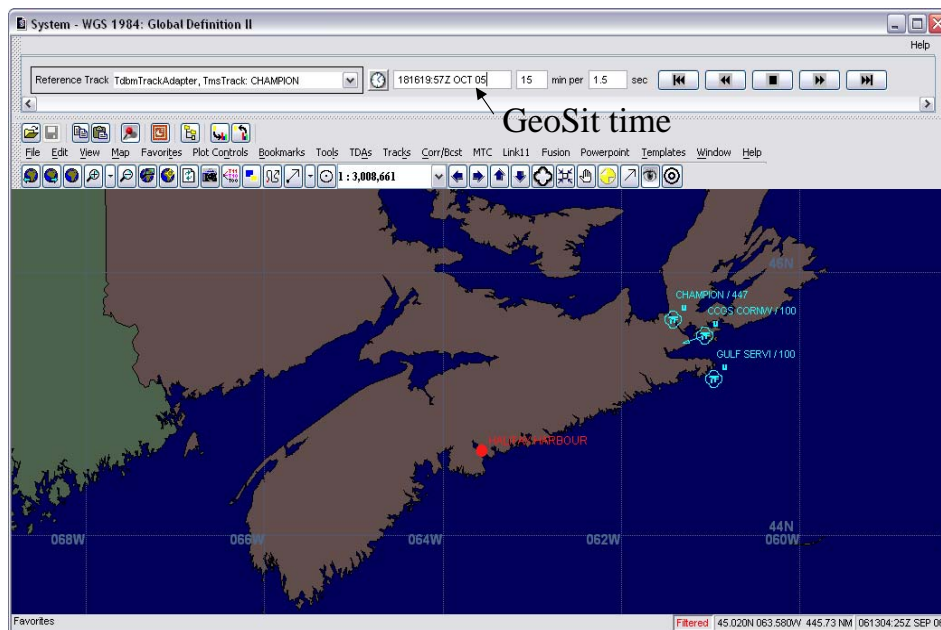 System - WGS 1984: Global Definition II
Help
Reference Track TdbmTrackAdapter, TmsTrack: CHAMPION 181619:57Z OCT 05 15 min per 1.5 sec
GeoSit time
File Edit View Map Favorites Plot Controls Bookmarks Tools TDAs Tracks Corr/Bcst MTC Link11 Fusion Powerpoint Templates Window Help
1 : 3,008,661
46N
CHAMPION / 447
u
CCGS CORNW / 100
u
GULF SERVI / 100
u
HARBOUR
44N
068W 066W 064W 062W 060W
Favorites Filtered 45.020N 063.580W 445.73 NM 061304:25Z SEP